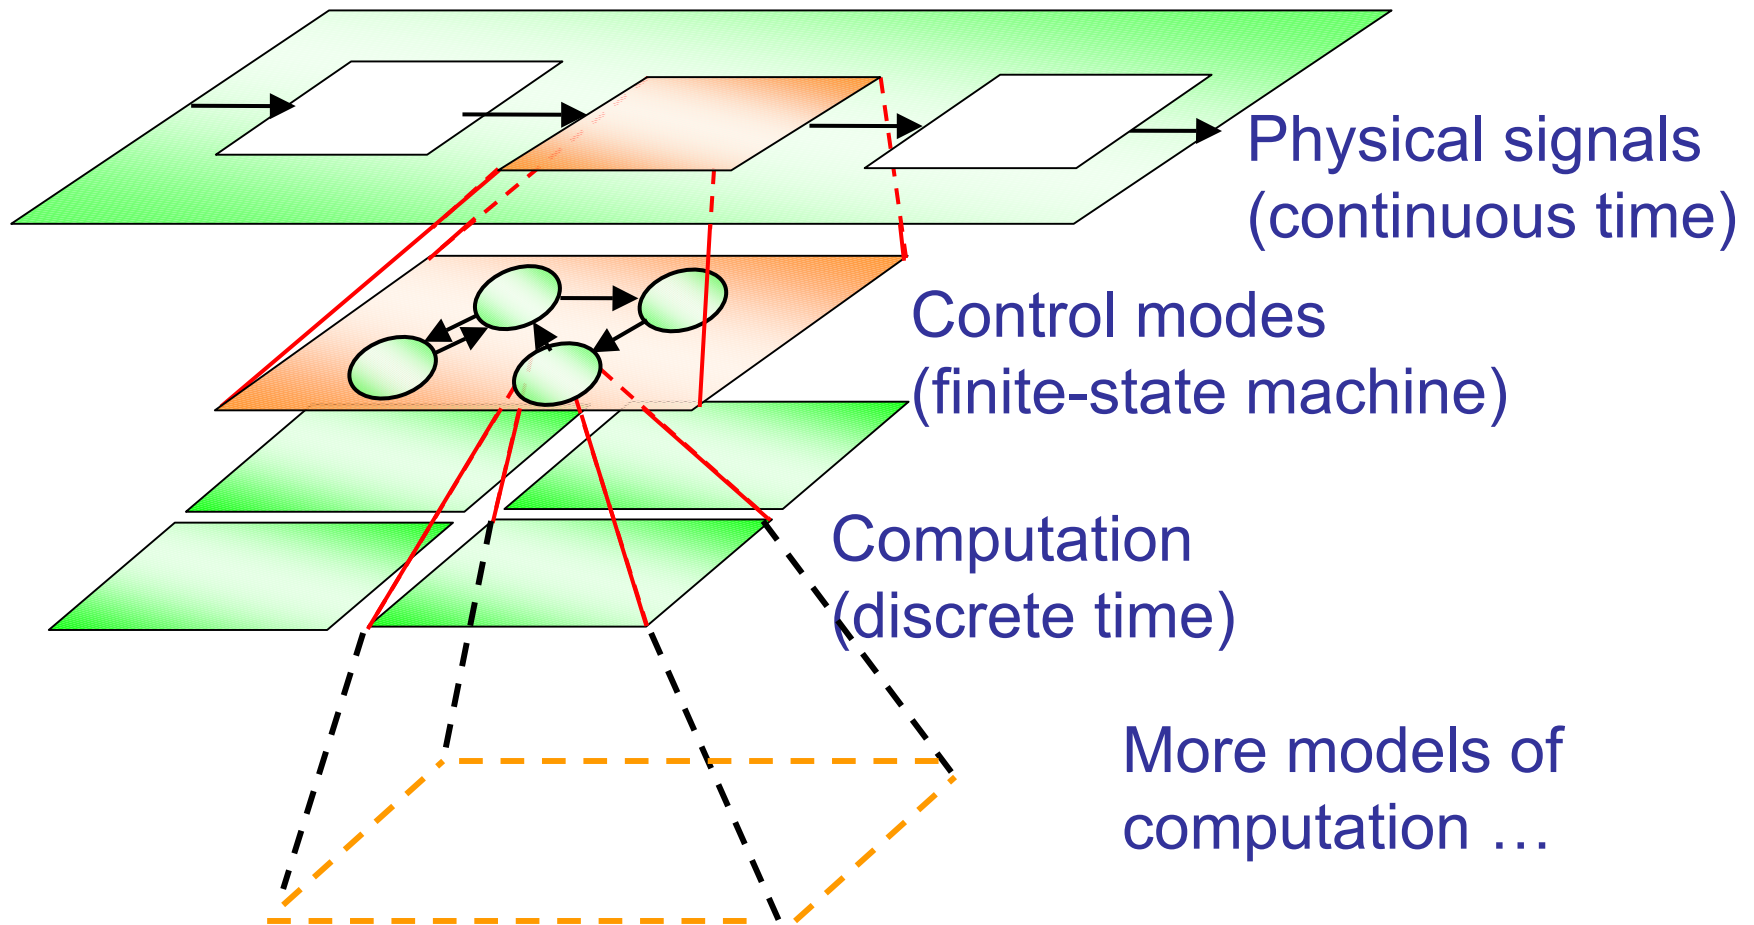 Physical signals
(continuous time)
Control modes
(finite-state machine)
Computation
(discrete time)
More models of
computation …